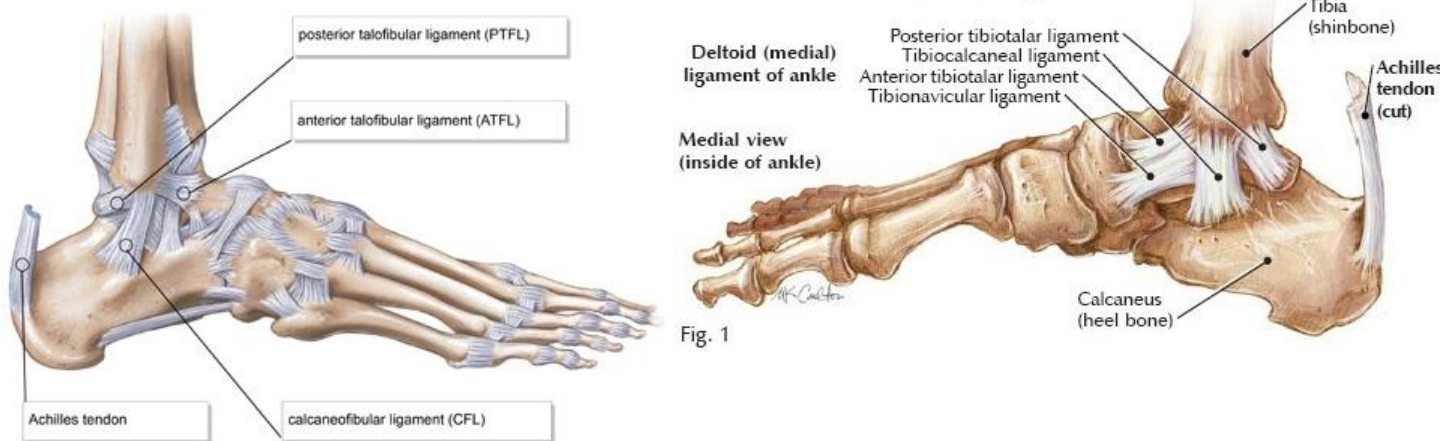 posterior talofibular ligament (PTFL)
anterior talofibular ligament (ATFL)
Achilles tendon
calcaneofibular ligament (CFL)
Deltoid (medial)
ligament of ankle
Medial view
(inside of ankle)
Posterior tibiotalar ligament
Tibiocalcaneal ligament
Anterior tibiotalar ligament
Tibionavicular ligament
Tibia
(shinbone)
Achilles
tendon
(cut)
Calcaneus
(heel bone)
Fig. 1